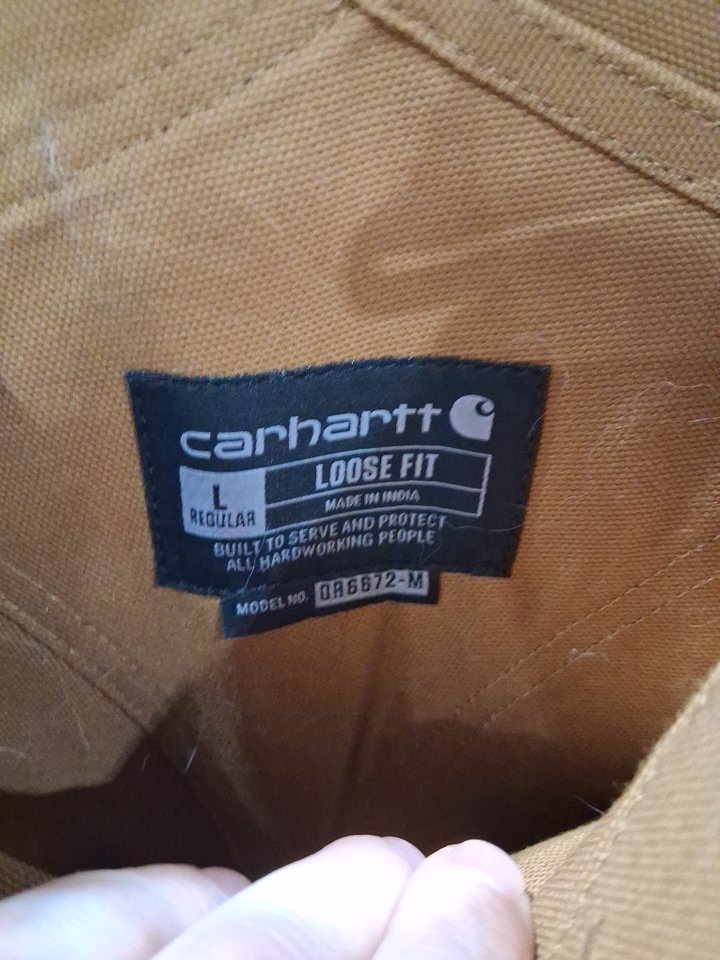 carhartt
L
REGULAR
LOOSE FIT
MADE IN INDIA
BUILT TO SERVE AND PROTECT
ALL HARDWORKING PEOPLE
MODEL NO. OR6672-M